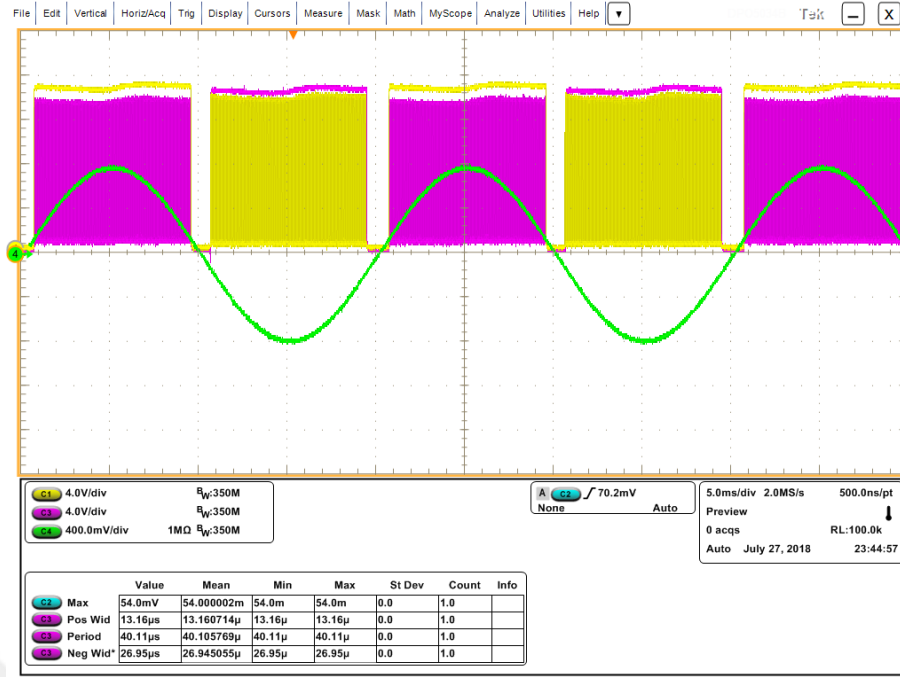 File Edit Vertical Horiz/Acq Trig Display Cursors Measure Mask Math MyScope Analyze Utilities Help Tek X
4
C1 4.0V/div BW:350M
C3 4.0V/div BW:350M
C4 400.0mV/div 1MΩ BW:350M
A C2 70.2mV
None Auto
5.0ms/div 2.0MS/s 500.0ns/pt
Preview
0 acqs RL:100.0k
Auto July 27, 2018 23:44:57
Value Mean Min Max St Dev Count Info
C2 Max 54.0mV 54.000002m 54.0m 54.0m 0.0 1.0
C3 Pos Wid 13.16µs 13.160714µ 13.16µ 13.16µ 0.0 1.0
C3 Period 40.11µs 40.105769µ 40.11µ 40.11µ 0.0 1.0
C3 Neg Wid* 26.95µs 26.945055µ 26.95µ 26.95µ 0.0 1.0